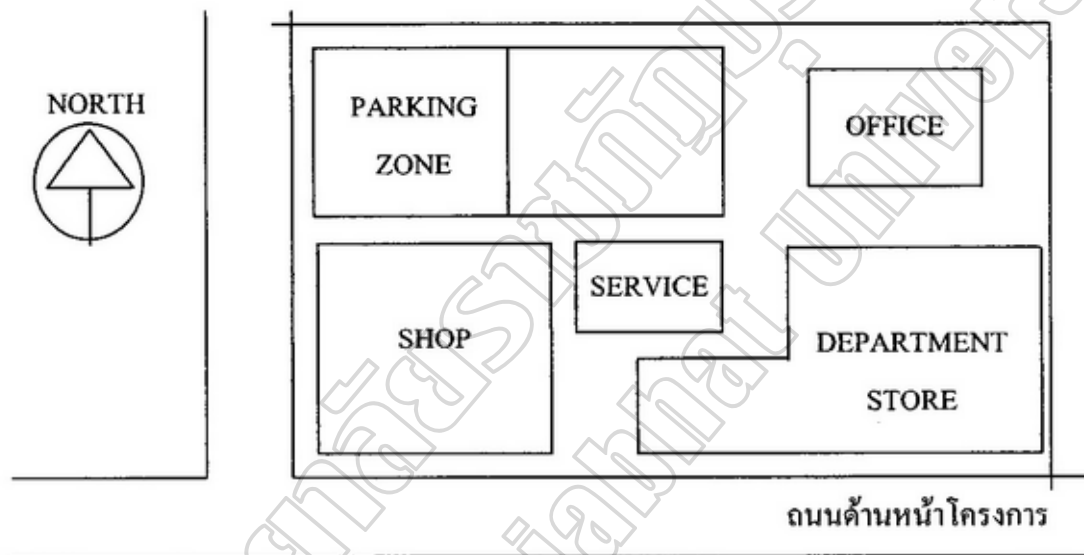 NORTH
PARKING
ZONE
OFFICE
SERVICE
SHOP
DEPARTMENT
STORE
ถนนด้านหน้าโครงการ